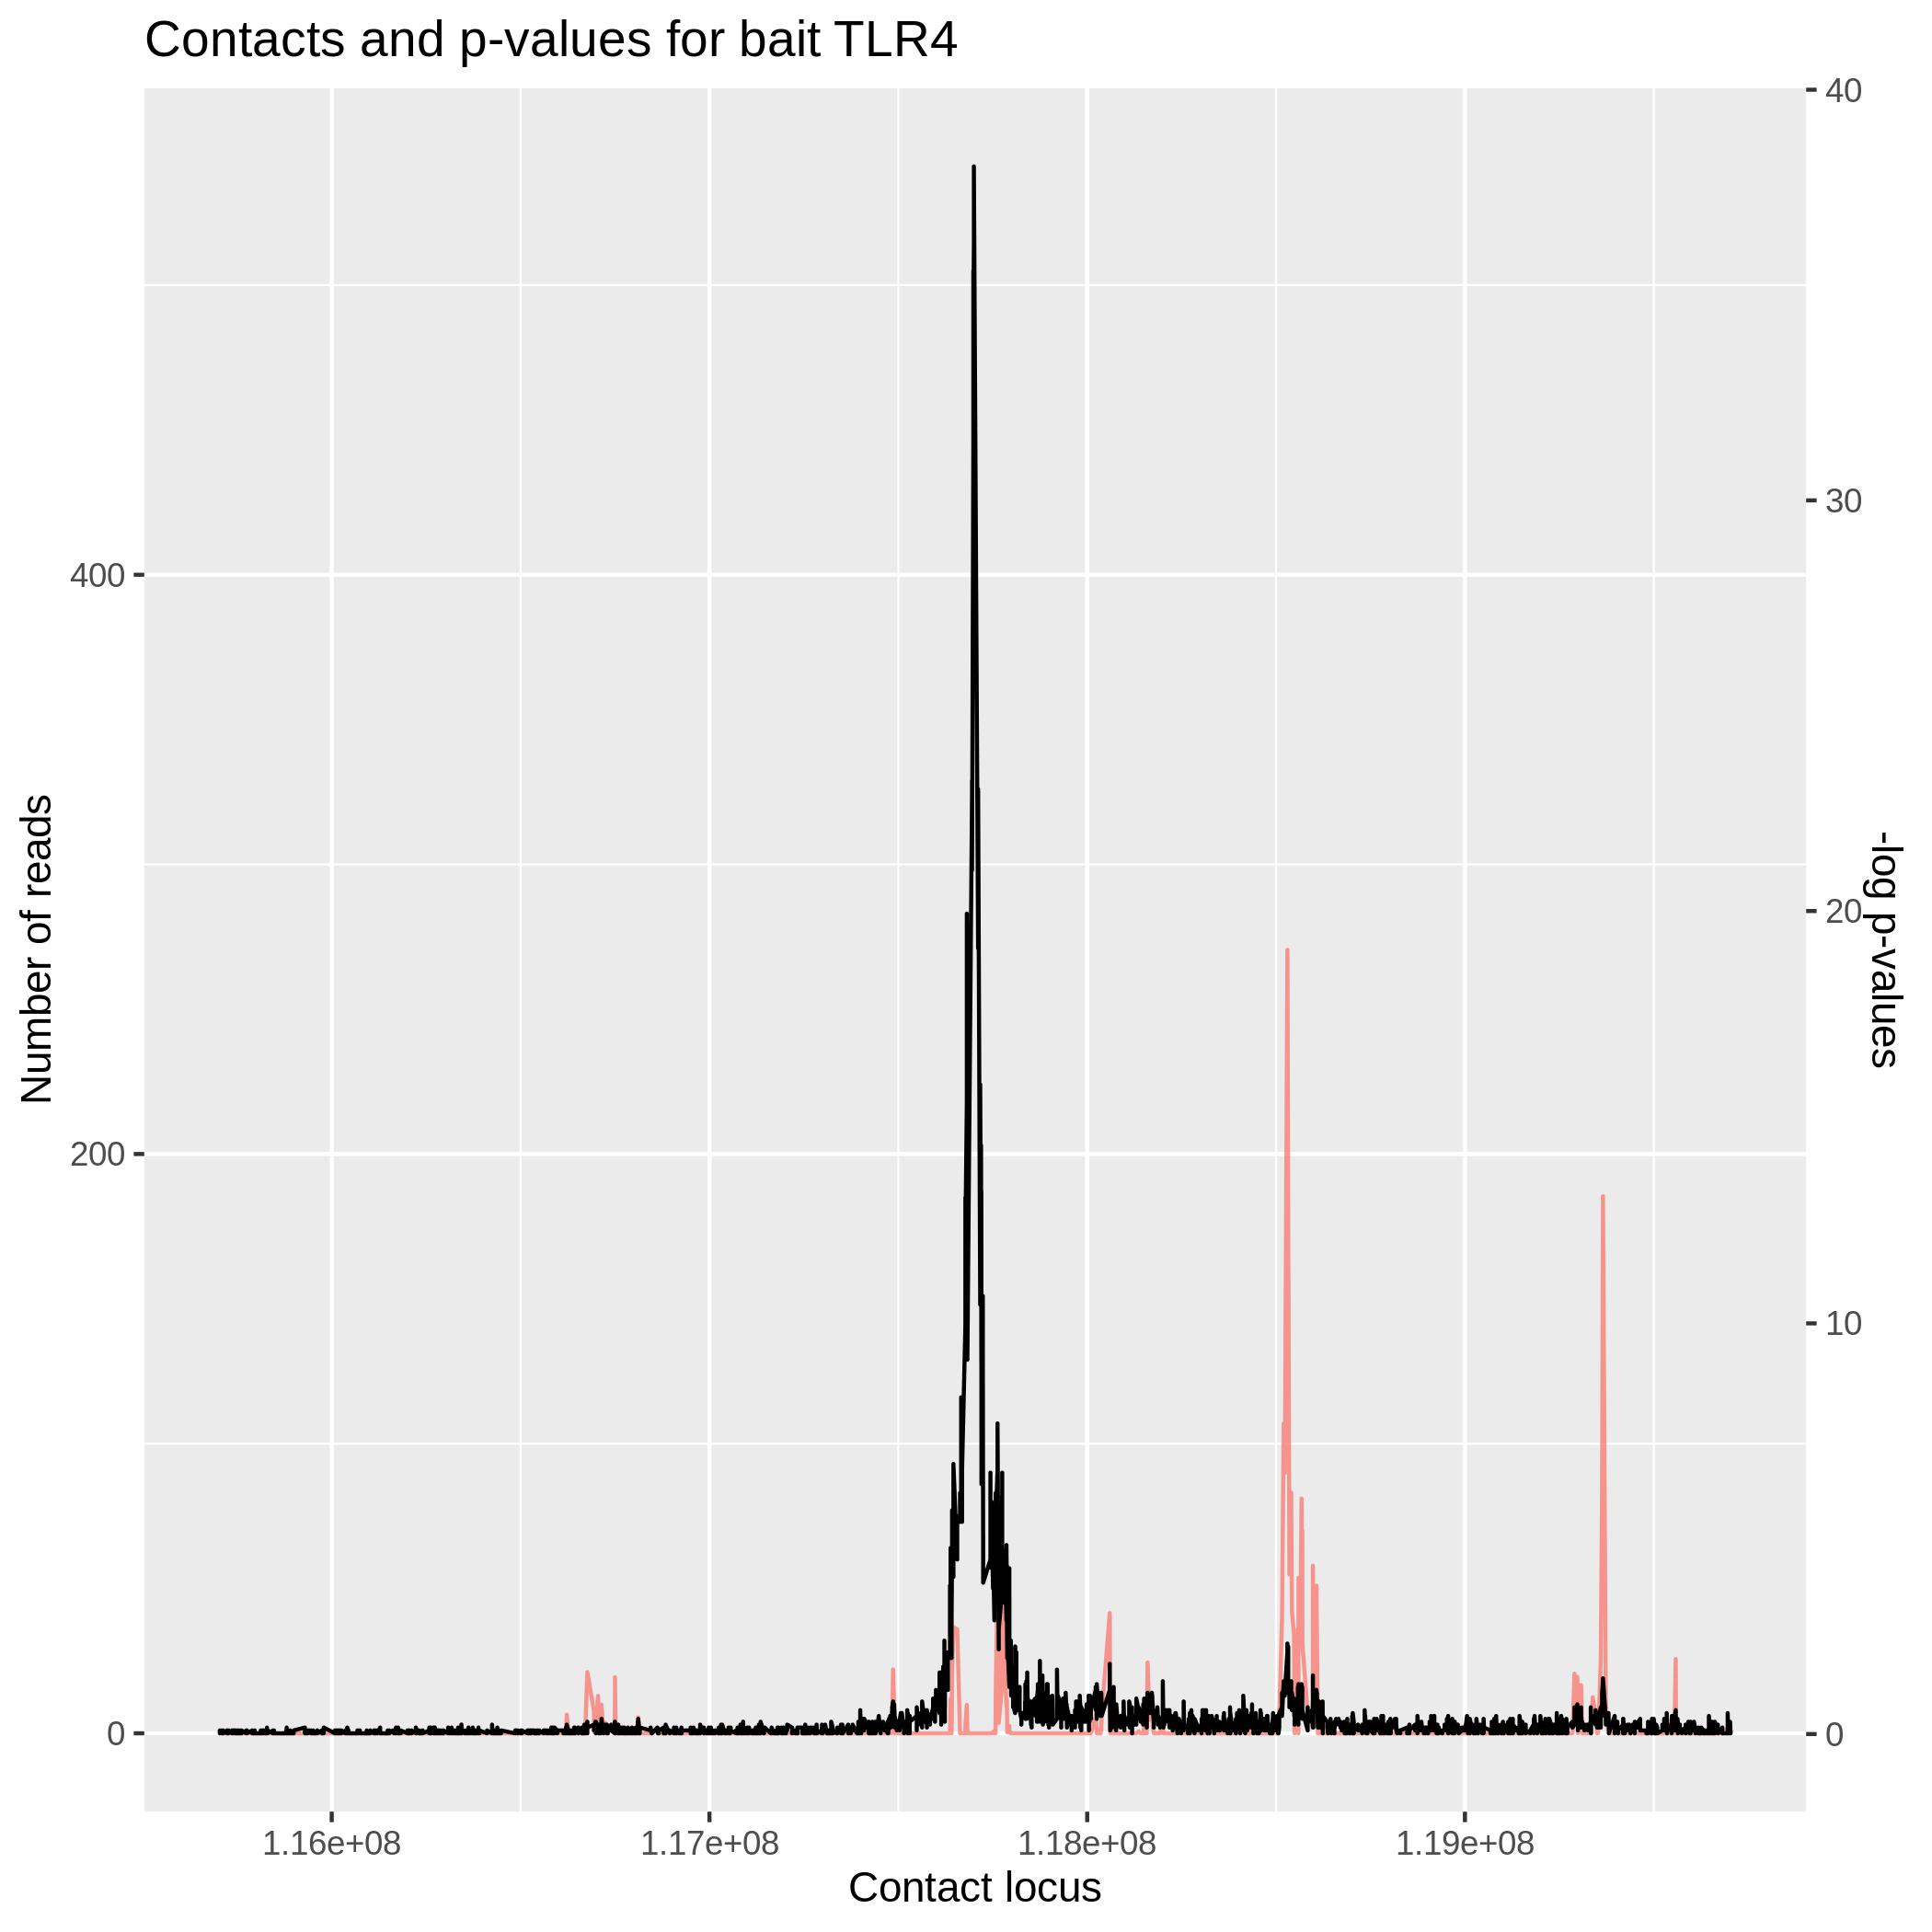 Contacts and p-values for bait TLR4
Number of reads
400
200
0
40
30
20
10
0
-log p-values
1.16e+08
1.17e+08
1.18e+08
1.19e+08
Contact locus